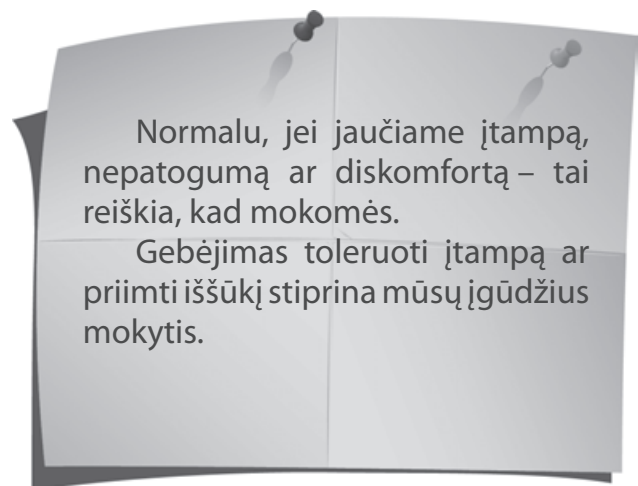 Normalu, jei jaučiame įtampą,
nepatogumą ar diskomfortą – tai
reiškia, kad mokomės.
Gebėjimas toleruoti įtampą ar
priimti iššūkį stiprina mūsų įgūdžius
mokytis.